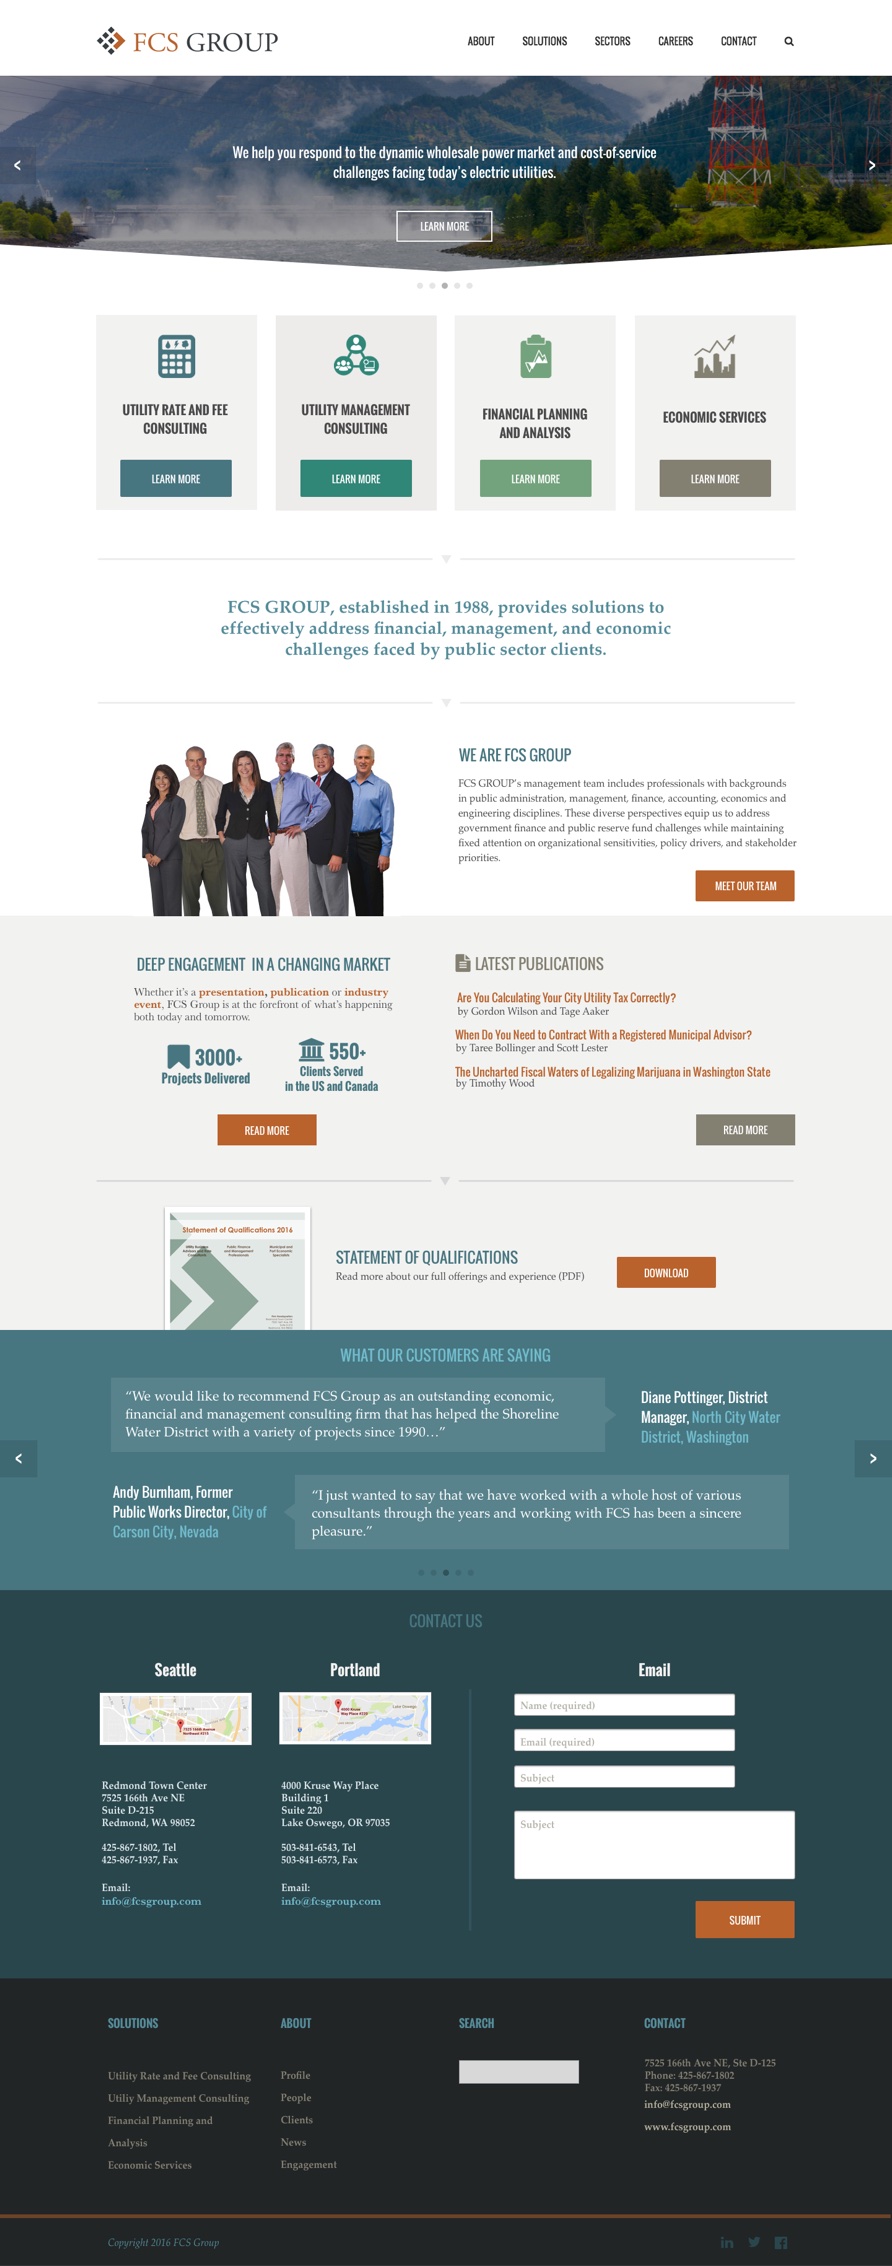 FCS GROUP
ABOUT
SOLUTIONS
SECTORS
CAREERS
CONTACT
We help you respond to the dynamic wholesale power market and cost-of-service
challenges facing today's electric utilities.
LEARN MORE
UTILITY RATE AND FEE
CONSULTING
LEARN MORE
UTILITY MANAGEMENT
CONSULTING
LEARN MORE
FINANCIAL PLANNING
AND ANALYSIS
LEARN MORE
ECONOMIC SERVICES
LEARN MORE
FCS GROUP, established in 1988, provides solutions to
effectively address financial, management, and economic
challenges faced by public sector clients.
WE ARE FCS GROUP
FCS GROUP's management team includes professionals with backgrounds
in public administration, management, finance, accounting, economics and
engineering disciplines. These diverse perspectives equip us to address
government finance and public reserve fund challenges while maintaining
fixed attention on organizational sensitivities, policy drivers, and stakeholder
priorities.
MEET OUR TEAM
DEEP ENGAGEMENT IN A CHANGING MARKET
Whether it's a presentation, publication or industry
event, FCS Group is at the forefront of what's happening
both today and tomorrow.
3000+
Projects Delivered
550+
Clients Served
in the US and Canada
READ MORE
LATEST PUBLICATIONS
Are You Calculating Your City Utility Tax Correctly?
by Gordon Wilson and Tage Aaker
When Do You Need to Contract With a Registered Municipal Advisor?
by Taree Bollinger and Scott Lester
The Uncharted Fiscal Waters of Legalizing Marijuana in Washington State
by Timothy Wood
READ MORE
Statement of Qualifications 2016
Public Finance
and Management
Professionals
STATEMENT OF QUALIFICATIONS
Read more about our full offerings and experience (PDF)
DOWNLOAD
WHAT OUR CUSTOMERS ARE SAYING
“We would like to recommend FCS Group as an outstanding economic,
financial and management consulting firm that has helped the Shoreline
Water District with a variety of projects since 1990…”
Diane Pottinger, District
Manager, North City Water
District, Washington
Andy Burnham, Former
Public Works Director, City of
Carson City, Nevada
“I just wanted to say that we have worked with a whole host of various
consultants through the years and working with FCS has been a sincere
pleasure.”
CONTACT US
Seattle
Redmond Town Center
7525 166th Ave NE
Suite D-215
Redmond, WA 98052
425-867-1802, Tel
425-867-1937, Fax
Email:
info@fcsgroup.com
Portland
4000 Kruse Way Place
Building 1
Suite 220
Lake Oswego, OR 97035
503-841-6543, Tel
503-841-6573, Fax
Email:
info@fcsgroup.com
Email
Name (required)
Email (required)
Subject
Subject
SUBMIT
SOLUTIONS
Utility Rate and Fee Consulting
Utiliy Management Consulting
Financial Planning and
Analysis
Economic Services
ABOUT
Profile
People
Clients
News
Engagement
SEARCH
CONTACT
7525 166th Ave NE, Ste D-125
Phone: 425-867-1802
Fax: 425-867-1937
info@fcsgroup.com
www.fcsgroup.com
Copyright 2016 FCS Group